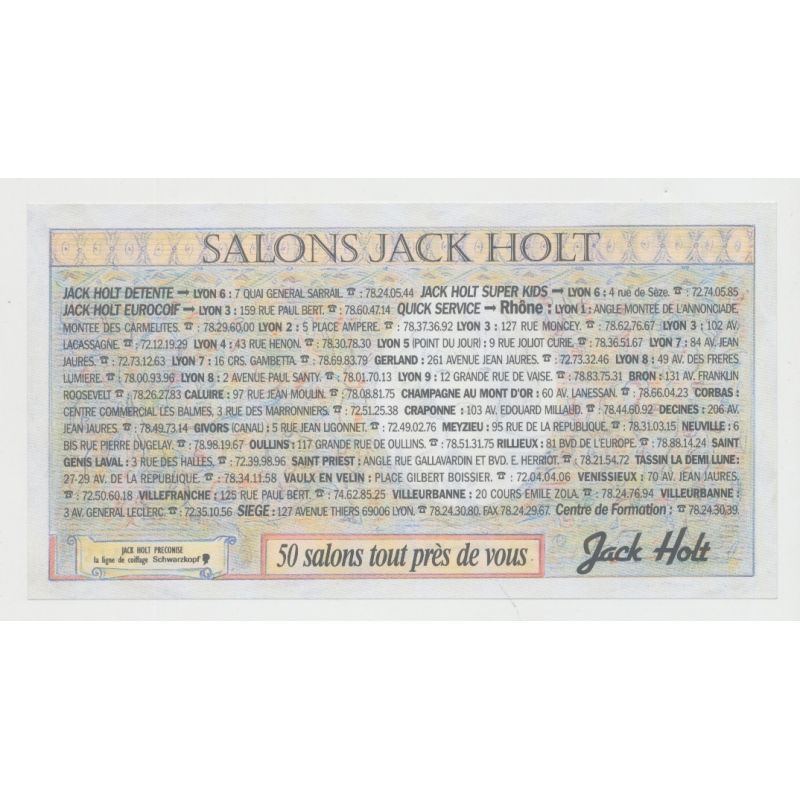 SALONS JACK HOLT
JACK HOLT DETENTE ➞ LYON 6 : 7 QUAI GENERAL SARRAIL. ☎ : 78.24.05.44 JACK HOLT SUPER KIDS ➞ LYON 6 : 4 rue de Sèze. ☎ : 72.74.05.85
JACK HOLT EUROCOIF ➞ LYON 3 : 159 RUE PAUL BERT. ☎ : 78.60.47.14 QUICK SERVICE ➞ Rhône : LYON 1 : ANGLE MONTEE DE L'ANNONCIADE.
MONTEE DES CARMELITES. ☎ : 78.29.60.00 LYON 2 : 5 PLACE AMPERE. ☎ : 78.37.36.92 LYON 3 : 127 RUE MONCEY. ☎ : 78.62.76.67 LYON 3 : 102 AV.
LACASSAGNE. ☎ : 72.12.19.29 LYON 4 : 43 RUE HENON. ☎ : 78.30.78.30 LYON 5 (POINT DU JOUR) : 9 RUE JOLIOT CURIE. ☎ : 78.36.51.67 LYON 7 : 84 AV. JEAN
JAURES. ☎ : 72.73.12.63 LYON 7 : 16 CRS. GAMBETTA. ☎ : 78.69.83.79 GERLAND : 261 AVENUE JEAN JAURES. ☎ : 72.73.32.46 LYON 8 : 49 AV. DES FRERES
LUMIERE. ☎ : 78.00.93.96 LYON 8 : 2 AVENUE PAUL SANTY. ☎ : 78.01.70.13 LYON 9 : 12 GRANDE RUE DE VAISE. ☎ : 78.83.75.31 BRON : 131 AV. FRANKLIN
ROOSEVELT ☎ : 78.26.27.83 CALUIRE : 97 RUE JEAN MOULIN. ☎ : 78.08.81.75 CHAMPAGNE AU MONT D'OR : 60 AV. LANESSAN. ☎ : 78.66.04.23 CORBAS :
CENTRE COMMERCIAL LES BALMES, 3 RUE DES MARRONNIERS. ☎ : 72.51.25.38 CRAPONNE : 103 AV. EDOUARD MILLAUD. ☎ : 78.44.60.92 DECINES : 206 AV.
JEAN JAURES ☎ : 78.49.73.14 GIVORS (CANAL) : 5 RUE JEAN LIGONNET. ☎ : 72.49.02.76 MEYZIEU : 95 RUE DE LA REPUBLIQUE. ☎ : 78.31.03.15 NEUVILLE : 6
BIS RUE PIERRE DUGELAY. ☎ : 78.98.19.67 OULLINS : 117 GRANDE RUE DE OULLINS. ☎ : 78.51.31.75 RILLIEUX : 81 BVD DE L'EUROPE. ☎ : 78.88.14.24 SAINT
GENIS LAVAL : 3 RUE DES HALLES. ☎ : 72.39.98.96 SAINT PRIEST : ANGLE RUE GALLAVARDIN ET BVD. E. HERRIOT. ☎ : 78.21.54.72 TASSIN LA DEMI LUNE :
27-29 AV. DE LA REPUBLIQUE. ☎ : 78.34.11.58 VAULX EN VELIN : PLACE GILBERT BOISSIER. ☎ : 72.04.04.06 VENISSIEUX : 70 AV. JEAN JAURES.
☎ : 72.50.60.18 VILLEFRANCHE : 125 RUE PAUL BERT. ☎ : 74.62.85.25 VILLEURBANNE : 20 COURS EMILE ZOLA. ☎ : 78.24.76.94 VILLEURBANNE :
3 AV. GENERAL LECLERC. ☎ : 72.35.10.56 SIEGE : 127 AVENUE THIERS 69006 LYON. ☎ : 78.24.30.80. FAX 78.24.29.67. Centre de Formation : ☎ : 78.24.30.39.
JACK HOLT PRECONISE
la ligne de coiffage Schwarzkopf
50 salons tout près de vous
Jack Holt